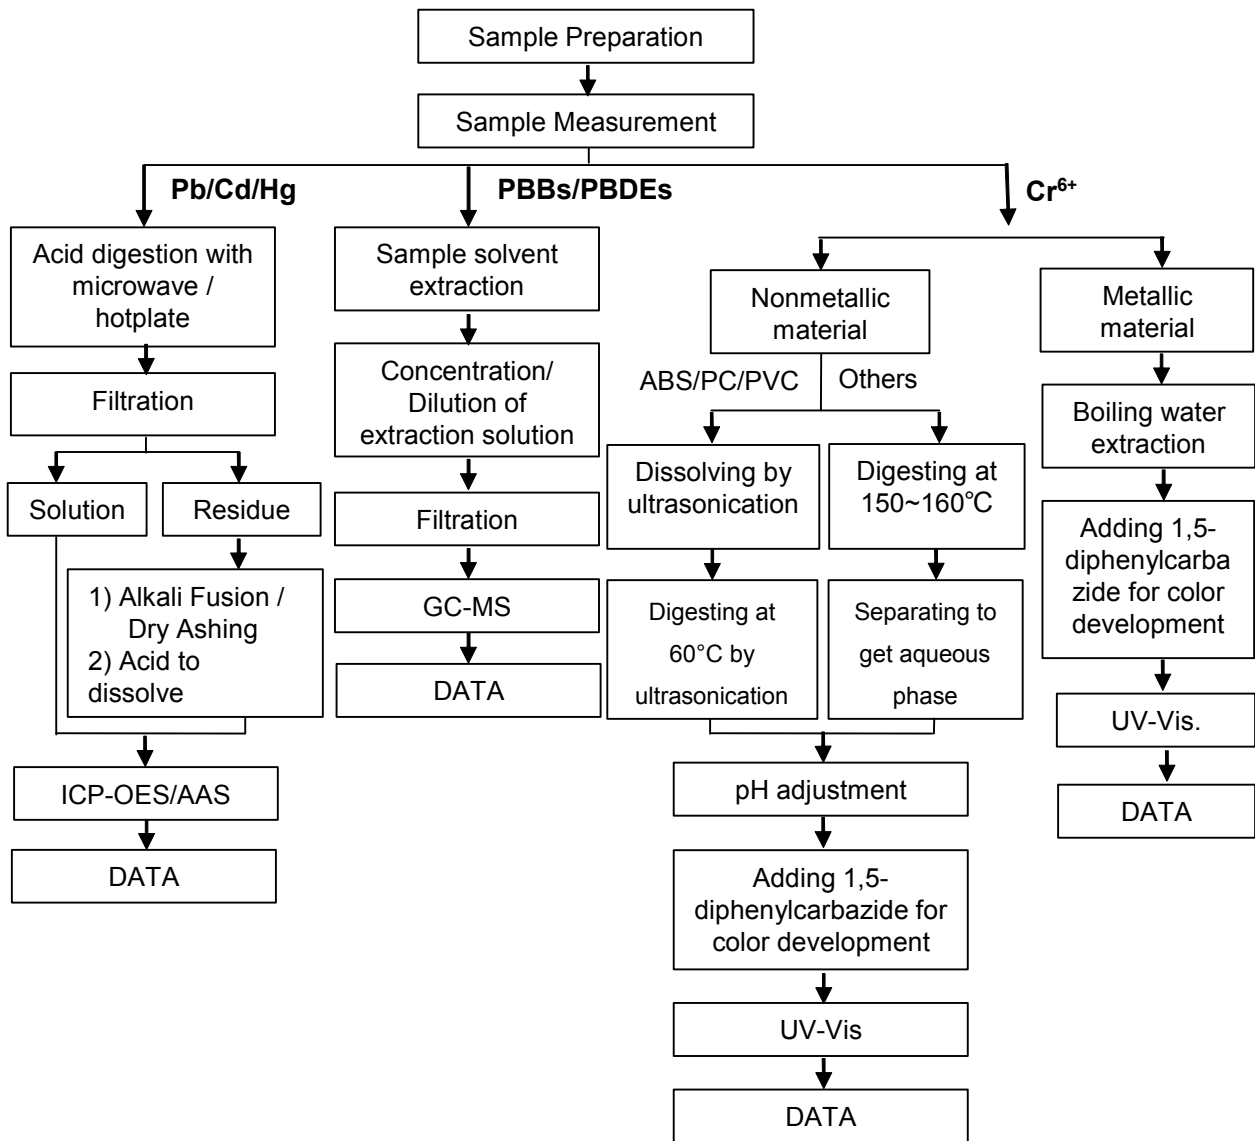 Sample Preparation
Sample Measurement
Pb/Cd/Hg
PBBs/PBDEs
Cr⁶⁺
Acid digestion with
microwave /
hotplate
Filtration
Solution
Residue
1) Alkali Fusion /
Dry Ashing
2) Acid to
dissolve
ICP-OES/AAS
DATA
Sample solvent
extraction
Concentration/
Dilution of
extraction solution
Filtration
GC-MS
DATA
Nonmetallic
material
ABS/PC/PVC
Others
Dissolving by
ultrasonication
Digesting at
60°C by
ultrasonication
Digesting at
150~160℃
Separating to
get aqueous
phase
pH adjustment
Adding 1,5-
diphenylcarbazide for
color development
UV-Vis
DATA
Metallic
material
Boiling water
extraction
Adding 1,5-
diphenylcarba
zide for color
development
UV-Vis.
DATA